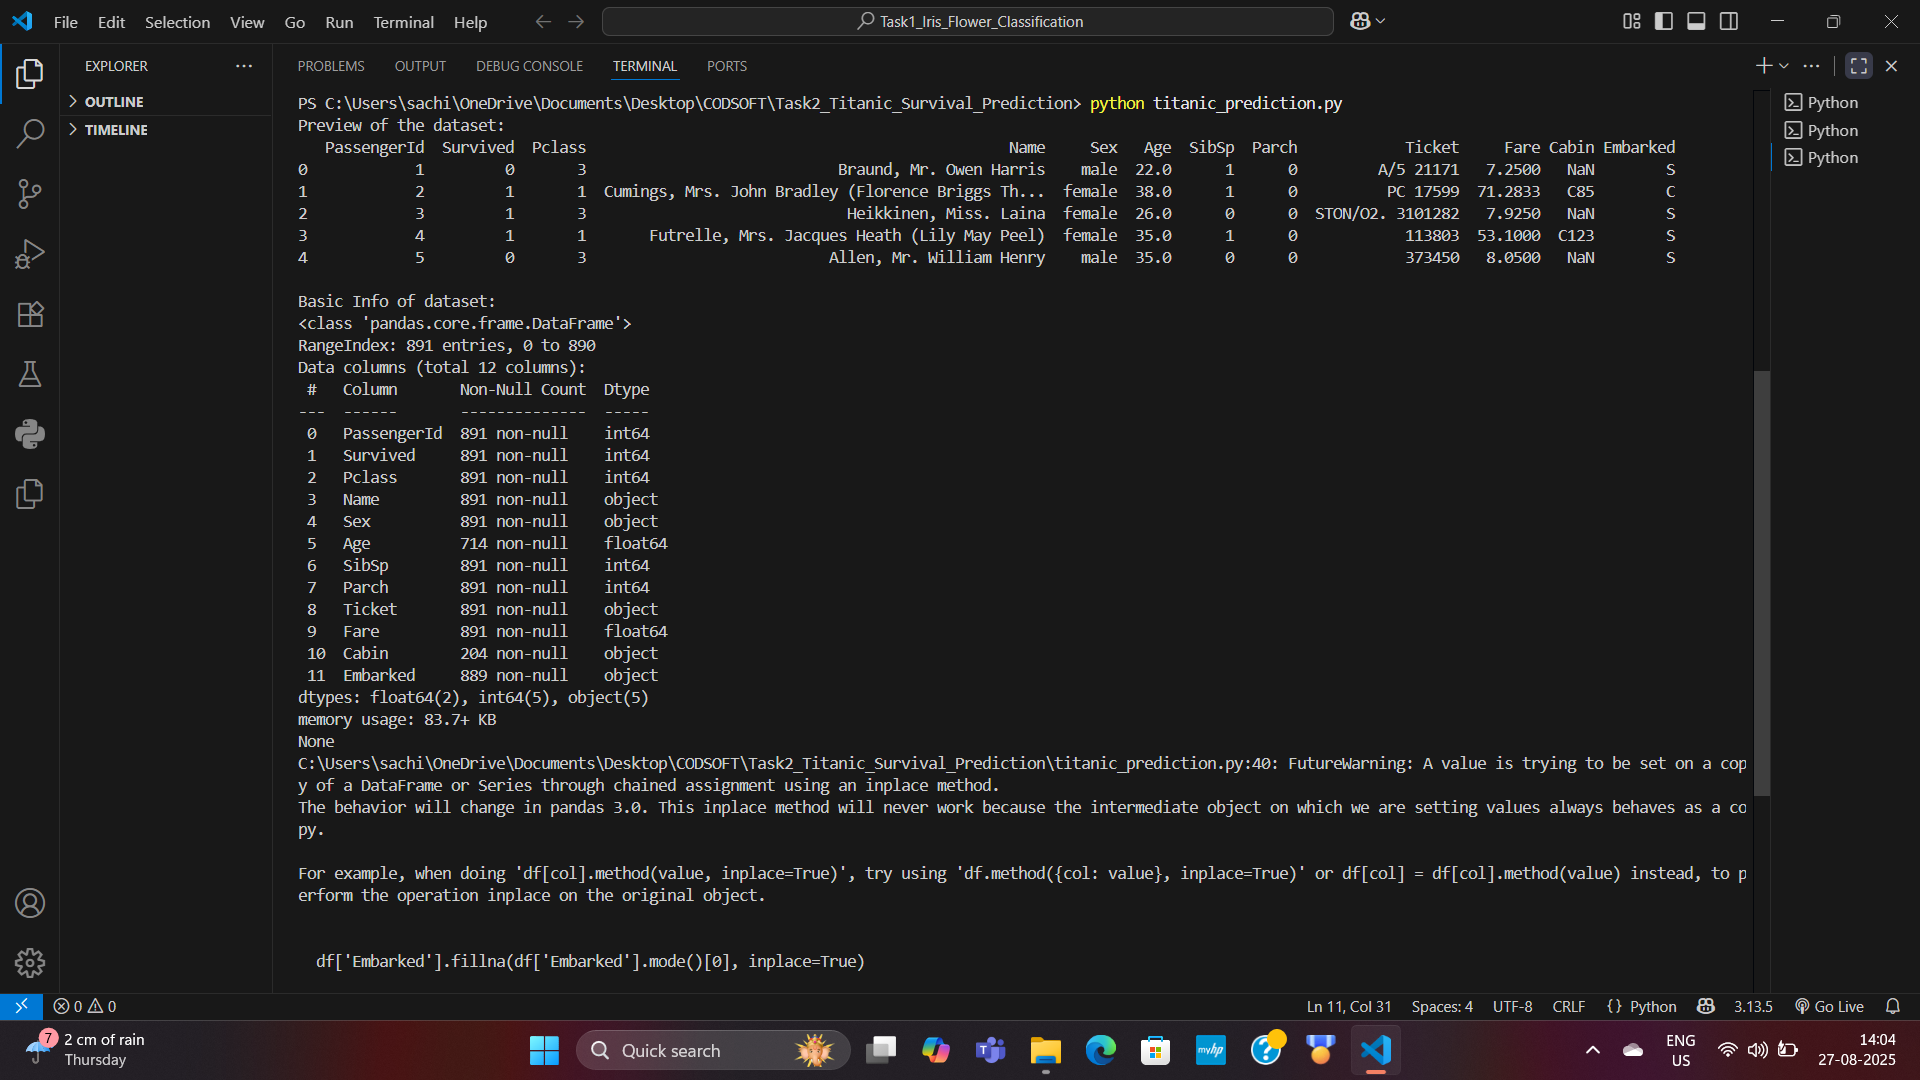 File Edit Selection View Go Run Terminal Help
Task1_Iris_Flower_Classification
EXPLORER
OUTLINE
TIMELINE
PROBLEMS OUTPUT DEBUG CONSOLE TERMINAL PORTS
PS C:\Users\sachi\OneDrive\Documents\Desktop\CODSOFT\Task2_Titanic_Survival_Prediction> python titanic_prediction.py
Preview of the dataset:
PassengerId Survived Pclass Name Sex Age SibSp Parch Ticket Fare Cabin Embarked
0 1 0 3 Braund, Mr. Owen Harris male 22.0 1 0 A/5 21171 7.2500 NaN S
1 2 1 1 Cumings, Mrs. John Bradley (Florence Briggs Th... female 38.0 1 0 PC 17599 71.2833 C85 C
2 3 1 3 Heikkinen, Miss. Laina female 26.0 0 0 STON/O2. 3101282 7.9250 NaN S
3 4 1 1 Futrelle, Mrs. Jacques Heath (Lily May Peel) female 35.0 1 0 113803 53.1000 C123 S
4 5 0 3 Allen, Mr. William Henry male 35.0 0 0 373450 8.0500 NaN S
Basic Info of dataset:
<class 'pandas.core.frame.DataFrame'>
RangeIndex: 891 entries, 0 to 890
Data columns (total 12 columns):
# Column Non-Null Count Dtype
--- ------ -------------- -----
0 PassengerId 891 non-null int64
1 Survived 891 non-null int64
2 Pclass 891 non-null int64
3 Name 891 non-null object
4 Sex 891 non-null object
5 Age 714 non-null float64
6 SibSp 891 non-null int64
7 Parch 891 non-null int64
8 Ticket 891 non-null object
9 Fare 891 non-null float64
10 Cabin 204 non-null object
11 Embarked 889 non-null object
dtypes: float64(2), int64(5), object(5)
memory usage: 83.7+ KB
None
C:\Users\sachi\OneDrive\Documents\Desktop\CODSOFT\Task2_Titanic_Survival_Prediction\titanic_prediction.py:40: FutureWarning: A value is trying to be set on a cop
y of a DataFrame or Series through chained assignment using an inplace method.
The behavior will change in pandas 3.0. This inplace method will never work because the intermediate object on which we are setting values always behaves as a co
py.
For example, when doing 'df[col].method(value, inplace=True)', try using 'df.method({col: value}, inplace=True)' or df[col] = df[col].method(value) instead, to p
erform the operation inplace on the original object.
df['Embarked'].fillna(df['Embarked'].mode()[0], inplace=True)
Python
Python
Python
0 0 Ln 11, Col 31 Spaces: 4 UTF-8 CRLF {} Python 3.13.5 Go Live
7
2 cm of rain
Thursday
Quick search
myhp
ENG
US
14:04
27-08-2025